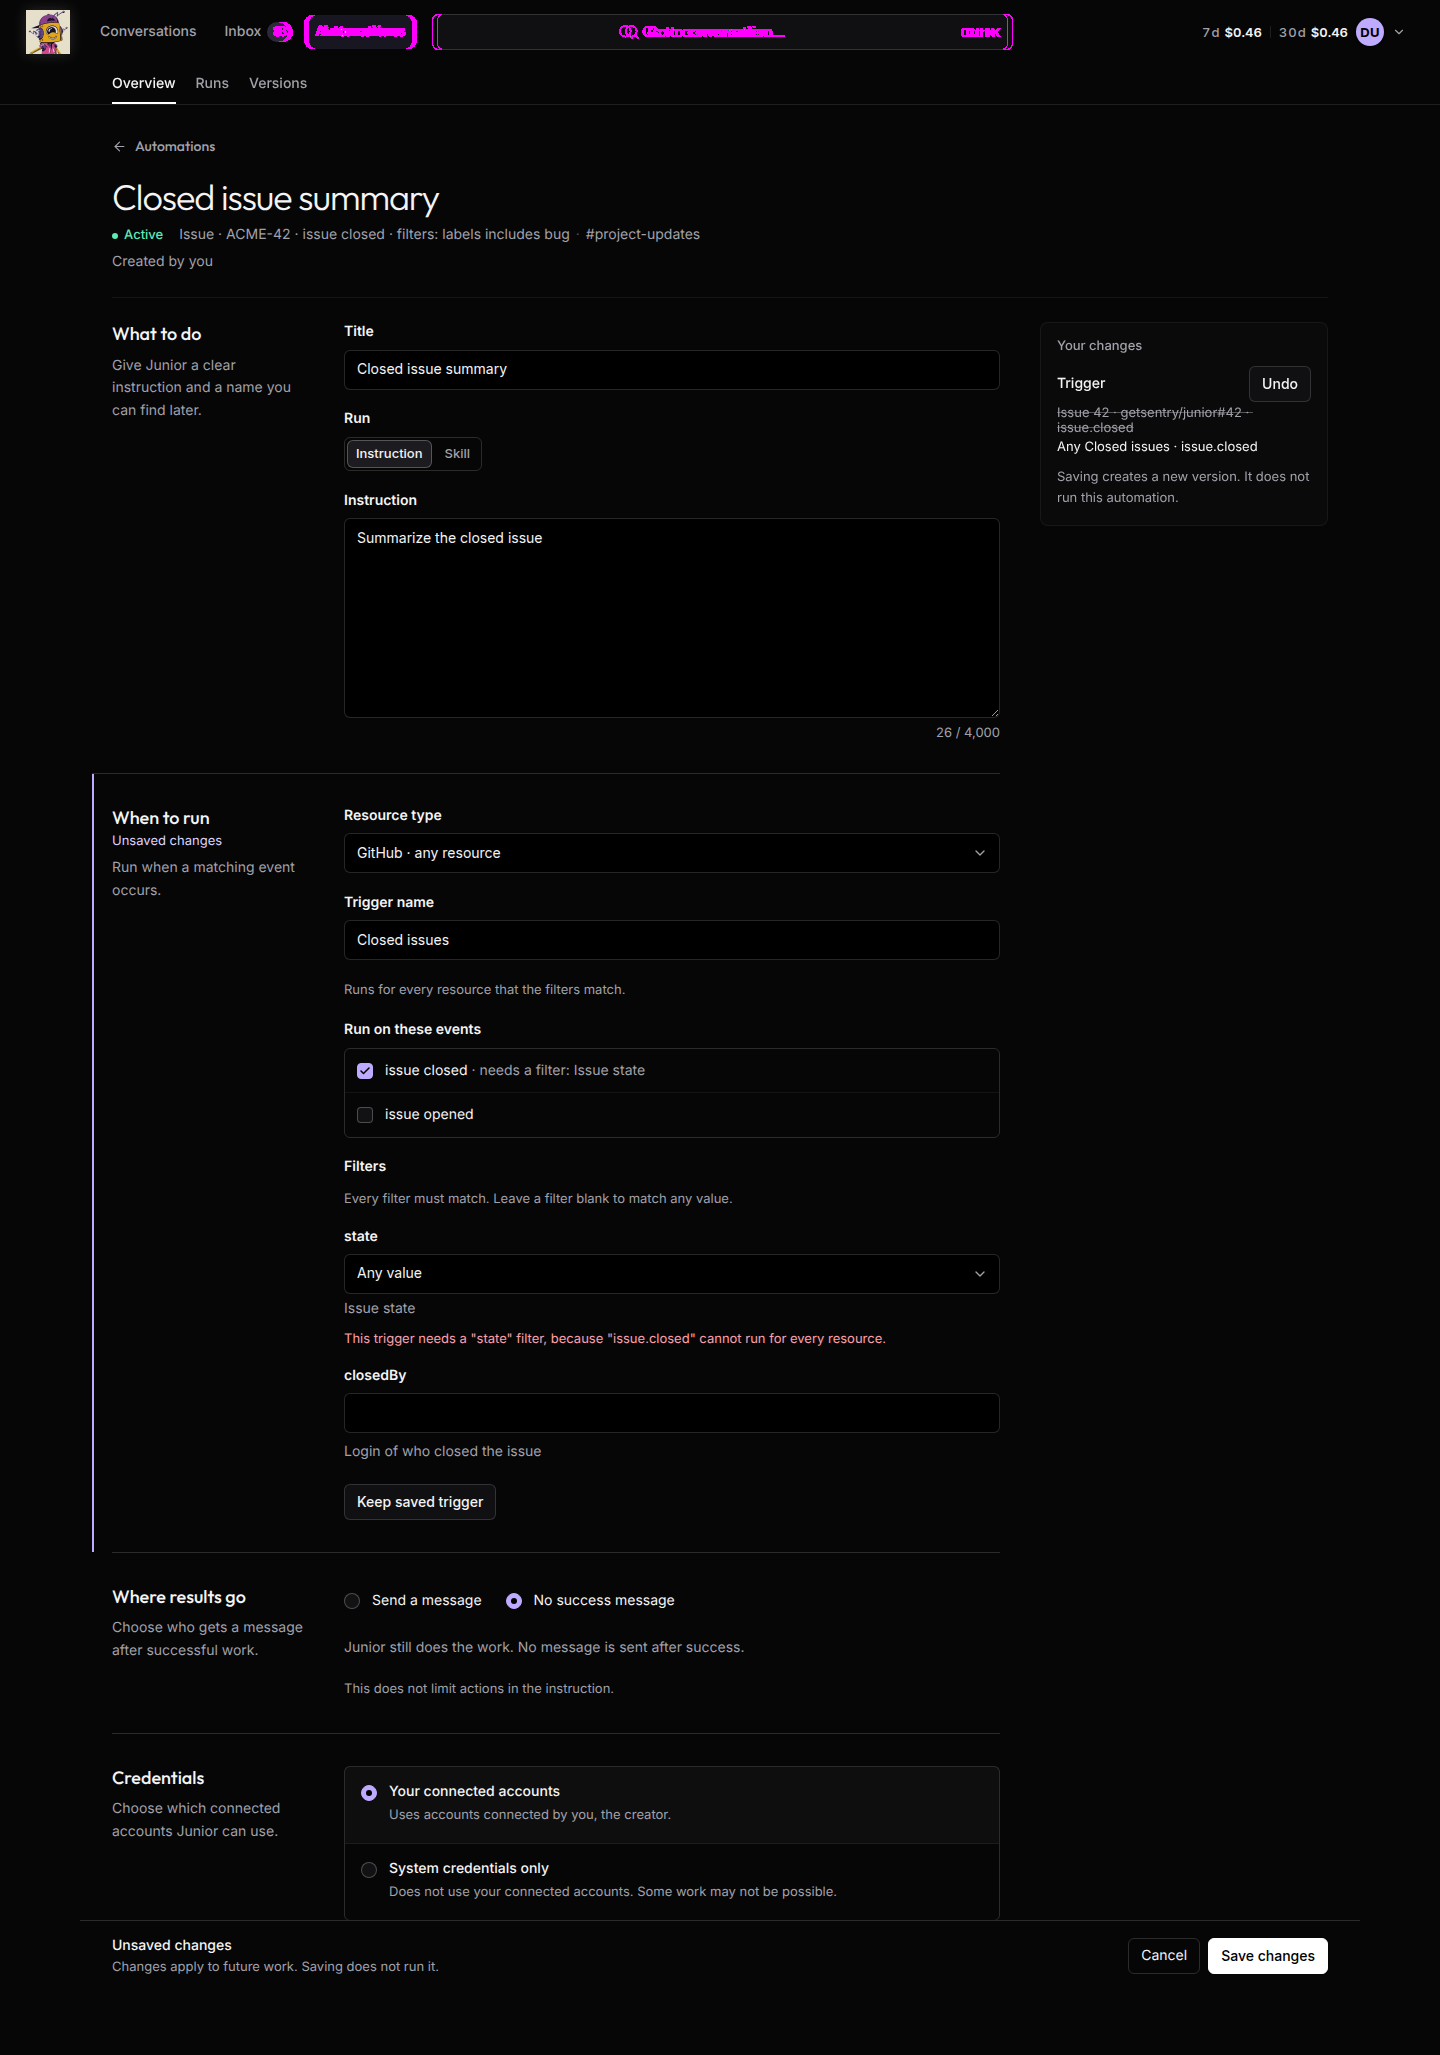 Conversations
Inbox
7d $0.46
30d $0.46
DU
Overview
Runs
Versions
Automations
Closed issue summary
Active Issue · ACME-42 · issue closed · filters: labels includes bug · #project-updates
Created by you
What to do
Give Junior a clear
instruction and a name you
can find later.
Title
Closed issue summary
Run
Instruction
Skill
Instruction
Summarize the closed issue
26 / 4,000
Your changes
Trigger
Undo
Issue 42 · getsentry/junior#42 ·
issue.closed
Any Closed issues · issue.closed
Saving creates a new version. It does not
run this automation.
When to run
Unsaved changes
Run when a matching event
occurs.
Resource type
GitHub · any resource
Trigger name
Closed issues
Runs for every resource that the filters match.
Run on these events
issue closed · needs a filter: Issue state
issue opened
Filters
Every filter must match. Leave a filter blank to match any value.
state
Any value
Issue state
This trigger needs a "state" filter, because "issue.closed" cannot run for every resource.
closedBy
Login of who closed the issue
Keep saved trigger
Where results go
Choose who gets a message
after successful work.
Send a message
No success message
Junior still does the work. No message is sent after success.
This does not limit actions in the instruction.
Credentials
Choose which connected
accounts Junior can use.
Your connected accounts
Uses accounts connected by you, the creator.
System credentials only
Does not use your connected accounts. Some work may not be possible.
Unsaved changes
Changes apply to future work. Saving does not run it.
Cancel
Save changes